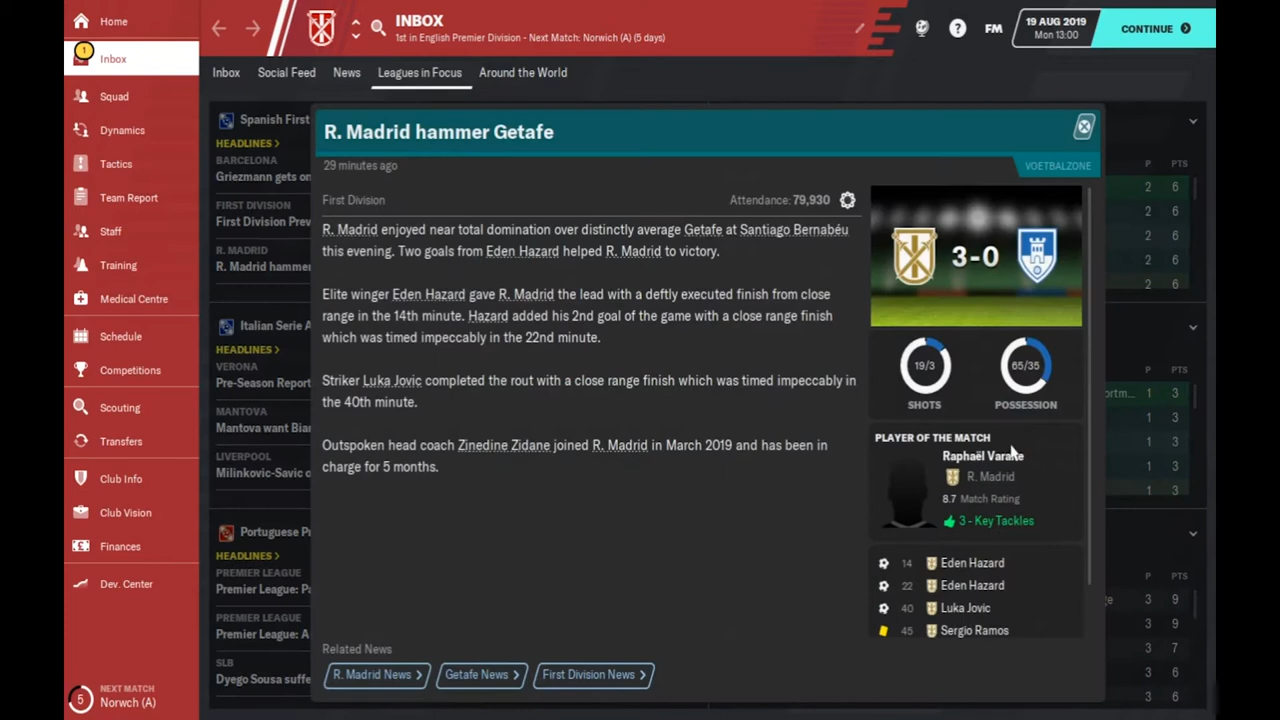 Home
Inbox
1
Squad
Dynamics
Tactics
Team Report
Staff
Training
Medical Centre
Schedule
Competitions
Scouting
Transfers
Club Info
Club Vision
Finances
Dev. Center
5
NEXT MATCH
Norwch (A)
INBOX
1st in English Premier Division - Next Match: Norwich (A) (5 days)
?
FM
19 AUG 2019
Mon 13:00
CONTINUE
Inbox
Social Feed
News
Leagues in Focus
Around the World
Spanish First
HEADLINES >
BARCELONA
Griezmann gets on
FIRST DIVISION
First Division Prev
R. MADRID
R. Madrid hammer
Italian Serie A
HEADLINES >
VERONA
Pre-Season Report
MANTOVA
Mantova want Bian
LIVERPOOL
Milinkovic-Savic o
Portuguese Pr
HEADLINES >
PREMIER LEAGUE
Premier League: Pa
PREMIER LEAGUE
Premier League: A
SLB
Dyego Sousa suffe
R. Madrid hammer Getafe
29 minutes ago
VOETBALZONE
First Division
Attendance: 79,930
R. Madrid enjoyed near total domination over distinctly average Getafe at Santiago Bernabéu
this evening. Two goals from Eden Hazard helped R. Madrid to victory.
Elite winger Eden Hazard gave R. Madrid the lead with a deftly executed finish from close
range in the 14th minute. Hazard added his 2nd goal of the game with a close range finish
which was timed impeccably in the 22nd minute.
Striker Luka Jovic completed the rout with a close range finish which was timed impeccably in
the 40th minute.
Outspoken head coach Zinedine Zidane joined R. Madrid in March 2019 and has been in
charge for 5 months.
Related News
R. Madrid News >
Getafe News >
First Division News >
3-0
19/3
SHOTS
65/35
POSSESSION
PLAYER OF THE MATCH
Raphaël Varane
R. Madrid
8.7 Match Rating
3 - Key Tackles
14 Eden Hazard
22 Eden Hazard
40 Luka Jovic
45 Sergio Ramos
P PTS
2 6
2 6
2 6
2 6
P PTS
ortm... 1 3
1 3
1 3
1 3
P PTS
3 9
3 9
3 7
3 6
3 6